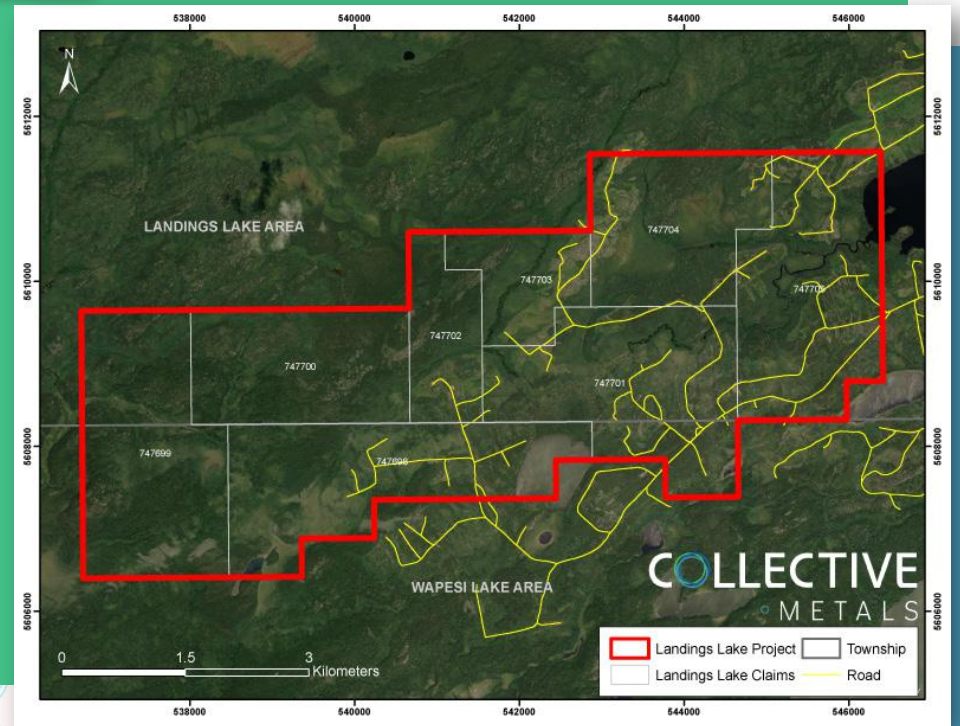 538000 540000 542000 544000 546000
N
5612000 5612000
LANDINGS LAKE AREA
747704
5610000 5610000
747703
747702
747700
747701
5608000 5608000
747699
WAPESI LAKE AREA
COLLECTIVE
METALS
5606000 5606000
Landings Lake Project Township
Landings Lake Claims Road
0 1.5 3
Kilometers
538000 540000 542000 544000 546000